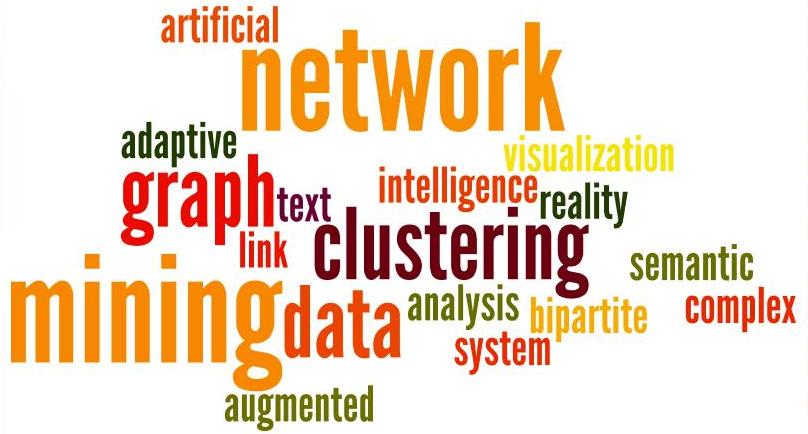 artificial
network
adaptive
visualization
graph text intelligence reality
link clustering
semantic
mining data analysis bipartite complex
system
augmented